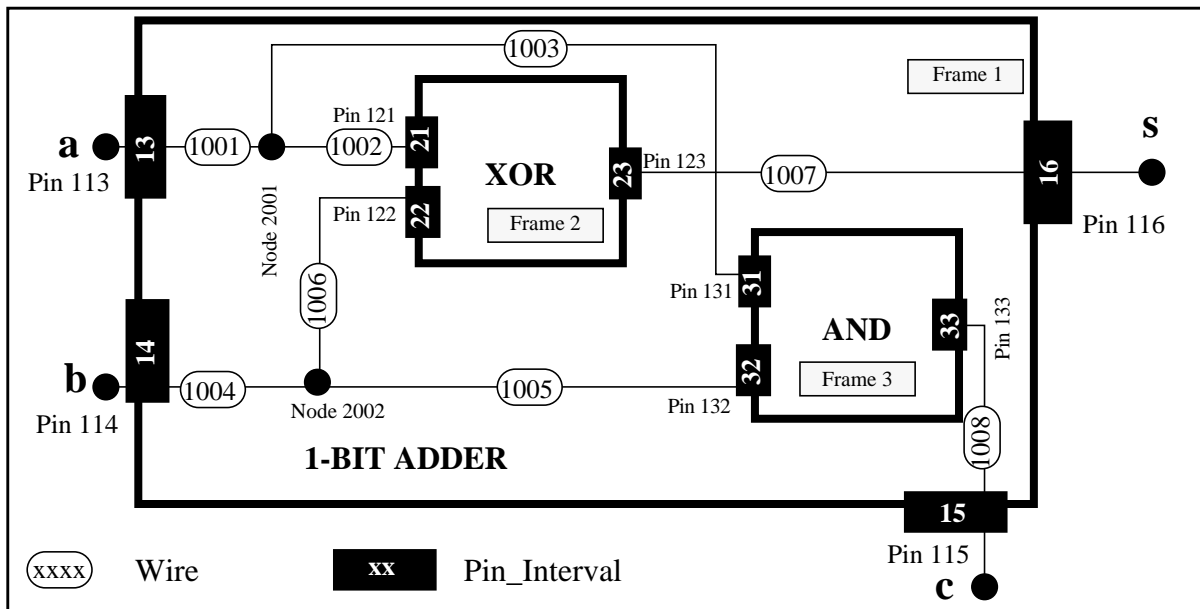 1003
Frame 1
a
13
1001
1002
Pin 121
21
XOR
23
Pin 123
1007
16
s
Pin 113
Node 2001
Pin 122
22
Frame 2
Pin 116
1006
Pin 131
31
AND
33
Pin 133
14
b
1004
1005
32
Frame 3
Pin 114
Node 2002
Pin 132
1008
1-BIT ADDER
15
xxxx
Wire
xx
Pin_Interval
Pin 115
c